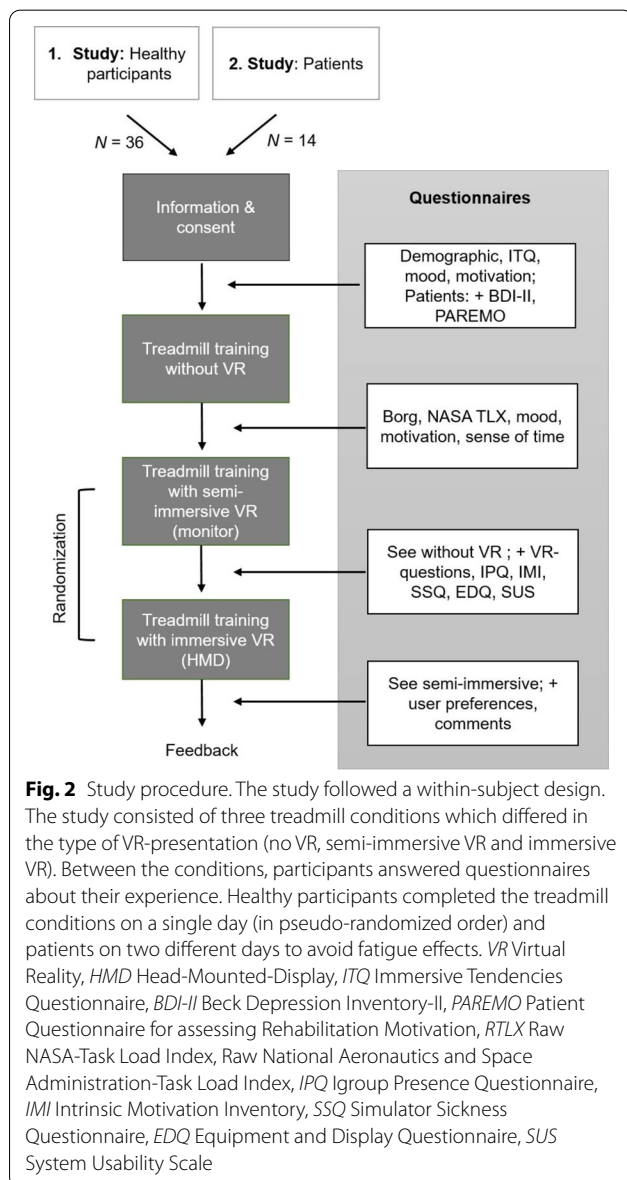 1. Study: Healthy
participants
2. Study: Patients
N = 36
N = 14
Information &
consent
Questionnaires
Demographic, ITQ,
mood, motivation;
Patients: + BDI-II,
PAREMO
Treadmill training
without VR
Borg, NASA TLX, mood,
motivation, sense of time
Randomization
Treadmill training
with semi-
immersive VR
(monitor)
See without VR ; + VR-
questions, IPQ, IMI,
SSQ, EDQ, SUS
Treadmill training
with immersive VR
(HMD)
See semi-immersive; +
user preferences,
comments
Feedback
Fig. 2 Study procedure. The study followed a within-subject design.
The study consisted of three treadmill conditions which differed in
the type of VR-presentation (no VR, semi-immersive VR and immersive
VR). Between the conditions, participants answered questionnaires
about their experience. Healthy participants completed the treadmill
conditions on a single day (in pseudo-randomized order) and
patients on two different days to avoid fatigue effects. VR Virtual
Reality, HMD Head-Mounted-Display, ITQ Immersive Tendencies
Questionnaire, BDI-II Beck Depression Inventory-II, PAREMO Patient
Questionnaire for assessing Rehabilitation Motivation, RTLX Raw
NASA-Task Load Index, Raw National Aeronautics and Space
Administration-Task Load Index, IPQ Igroup Presence Questionnaire,
IMI Intrinsic Motivation Inventory, SSQ Simulator Sickness
Questionnaire, EDQ Equipment and Display Questionnaire, SUS
System Usability Scale